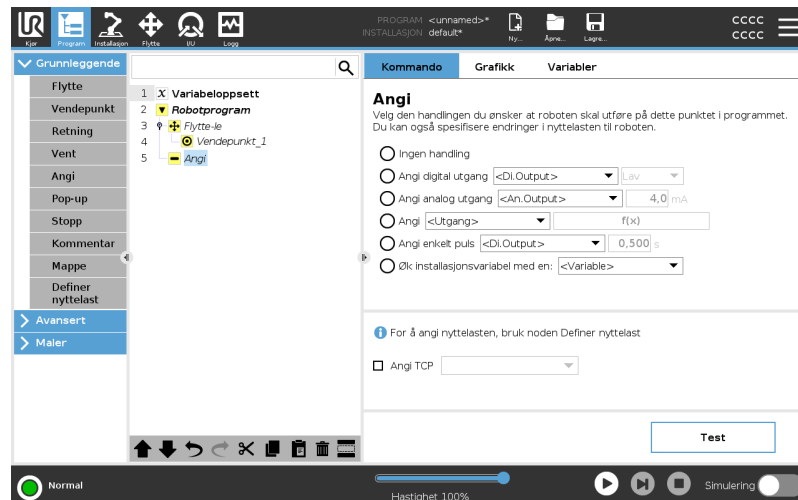 PROGRAM <unnamed>*
INSTALLASJON default*
CCCC
CCCC
Kjør
Program
Installasjon
Flytte
I/U
Logg
Ny...
Åpne...
Lagre...
Grunnleggende
Flytte
Vendepunkt
Retning
Vent
Angi
Pop-up
Stopp
Kommentar
Mappe
Definer
nyttelast
Avansert
Maler
1 X Variabeloppsett
2 Robotprogram
3 Flytte-le
4 Vendepunkt_1
5 Angi
Kommando Grafikk Variabler
Angi
Velg den handlingen du ønsker at roboten skal utføre på dette punktet i programmet.
Du kan også spesifisere endringer i nyttelasten til roboten.
Ingen handling
Angi digital utgang <Di.Output> Lav
Angi analog utgang <An.Output> 4,0 mA
Angi <Utgang> f(x)
Angi enkelt puls <Di.Output> 0,500 s
Øk installasjonsvariabel med en: <Variable>
For å angi nyttelasten, bruk noden Definer nyttelast
Angi TCP
Test
Normal
Hastighet 100%
Simulering